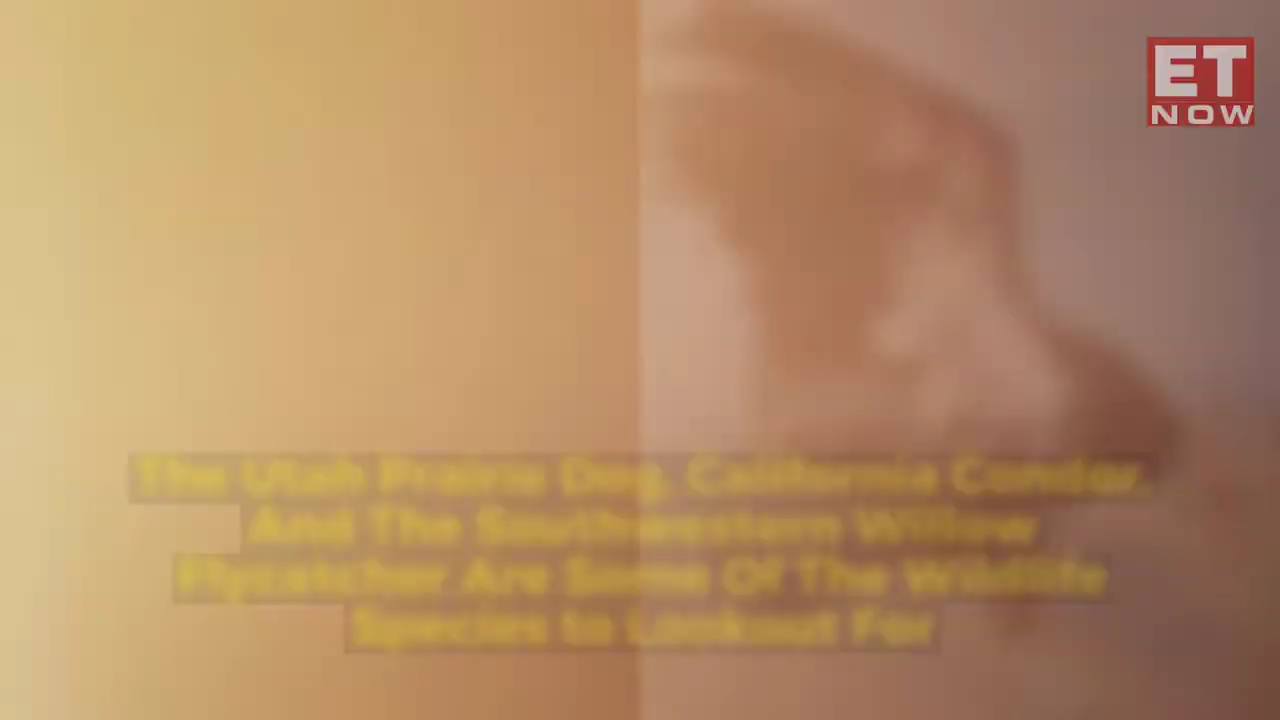 ET
NOW
The Utah Prairie Dog, California Condor,
And The Southwestern Willow
Flycatcher Are Some Of The Wildlife
Species to Lookout For